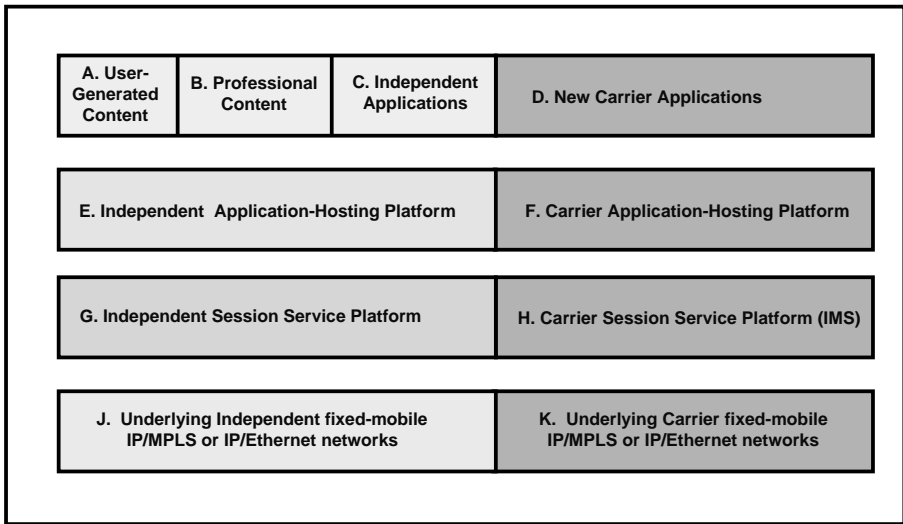 A. User-
Generated
Content
B. Professional
Content
C. Independent
Applications
D. New Carrier Applications
E. Independent  Application-Hosting Platform
F. Carrier Application-Hosting Platform
G. Independent Session Service Platform
H. Carrier Session Service Platform (IMS)
J.  Underlying Independent fixed-mobile
IP/MPLS or IP/Ethernet networks
K.  Underlying Carrier fixed-mobile
IP/MPLS or IP/Ethernet networks